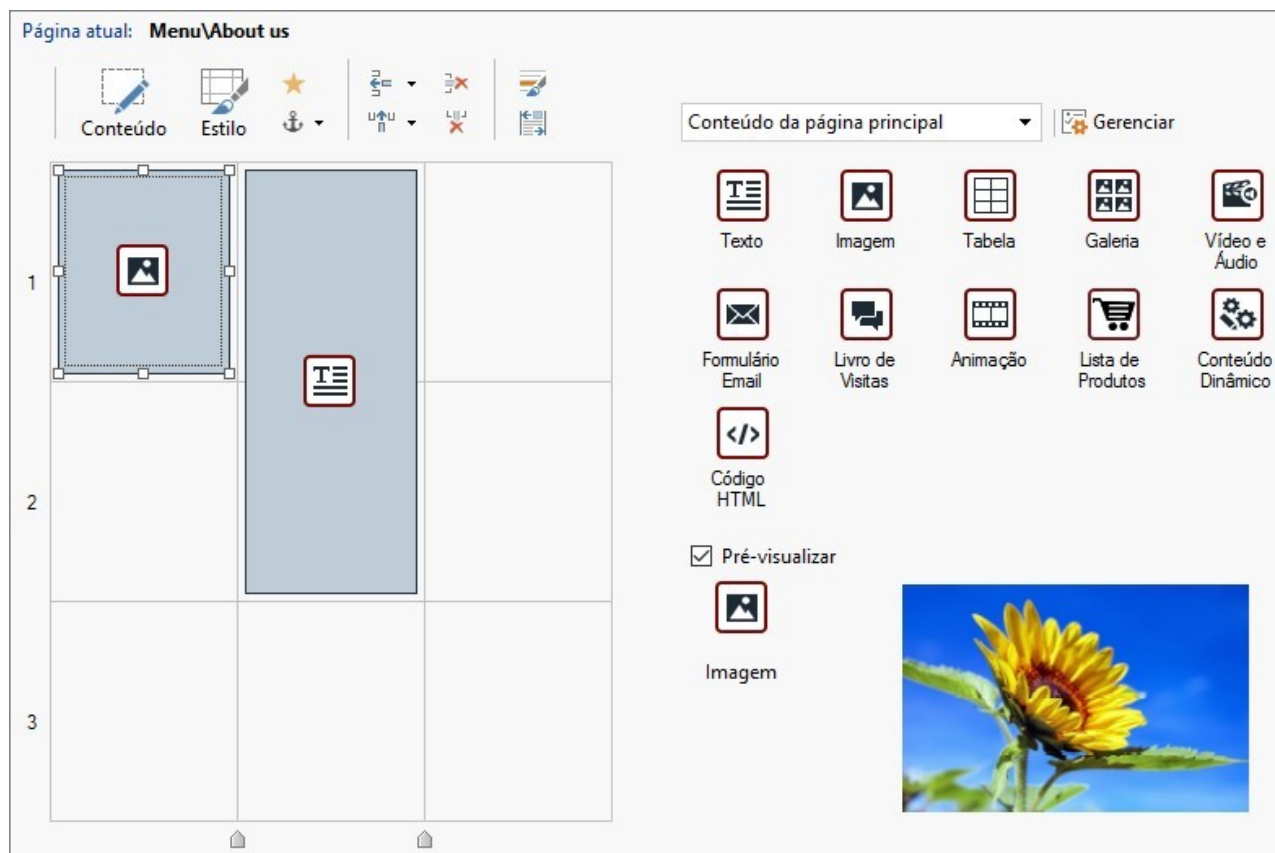 Página atual: Menu\About us
Conteúdo
Estilo
Conteúdo da página principal
Gerenciar
1
2
3
Texto
Imagem
Tabela
Galeria
Vídeo e
Áudio
Formulário
Email
Livro de
Visitas
Animação
Lista de
Produtos
Conteúdo
Dinâmico
Código
HTML
Pré-visualizar
Imagem